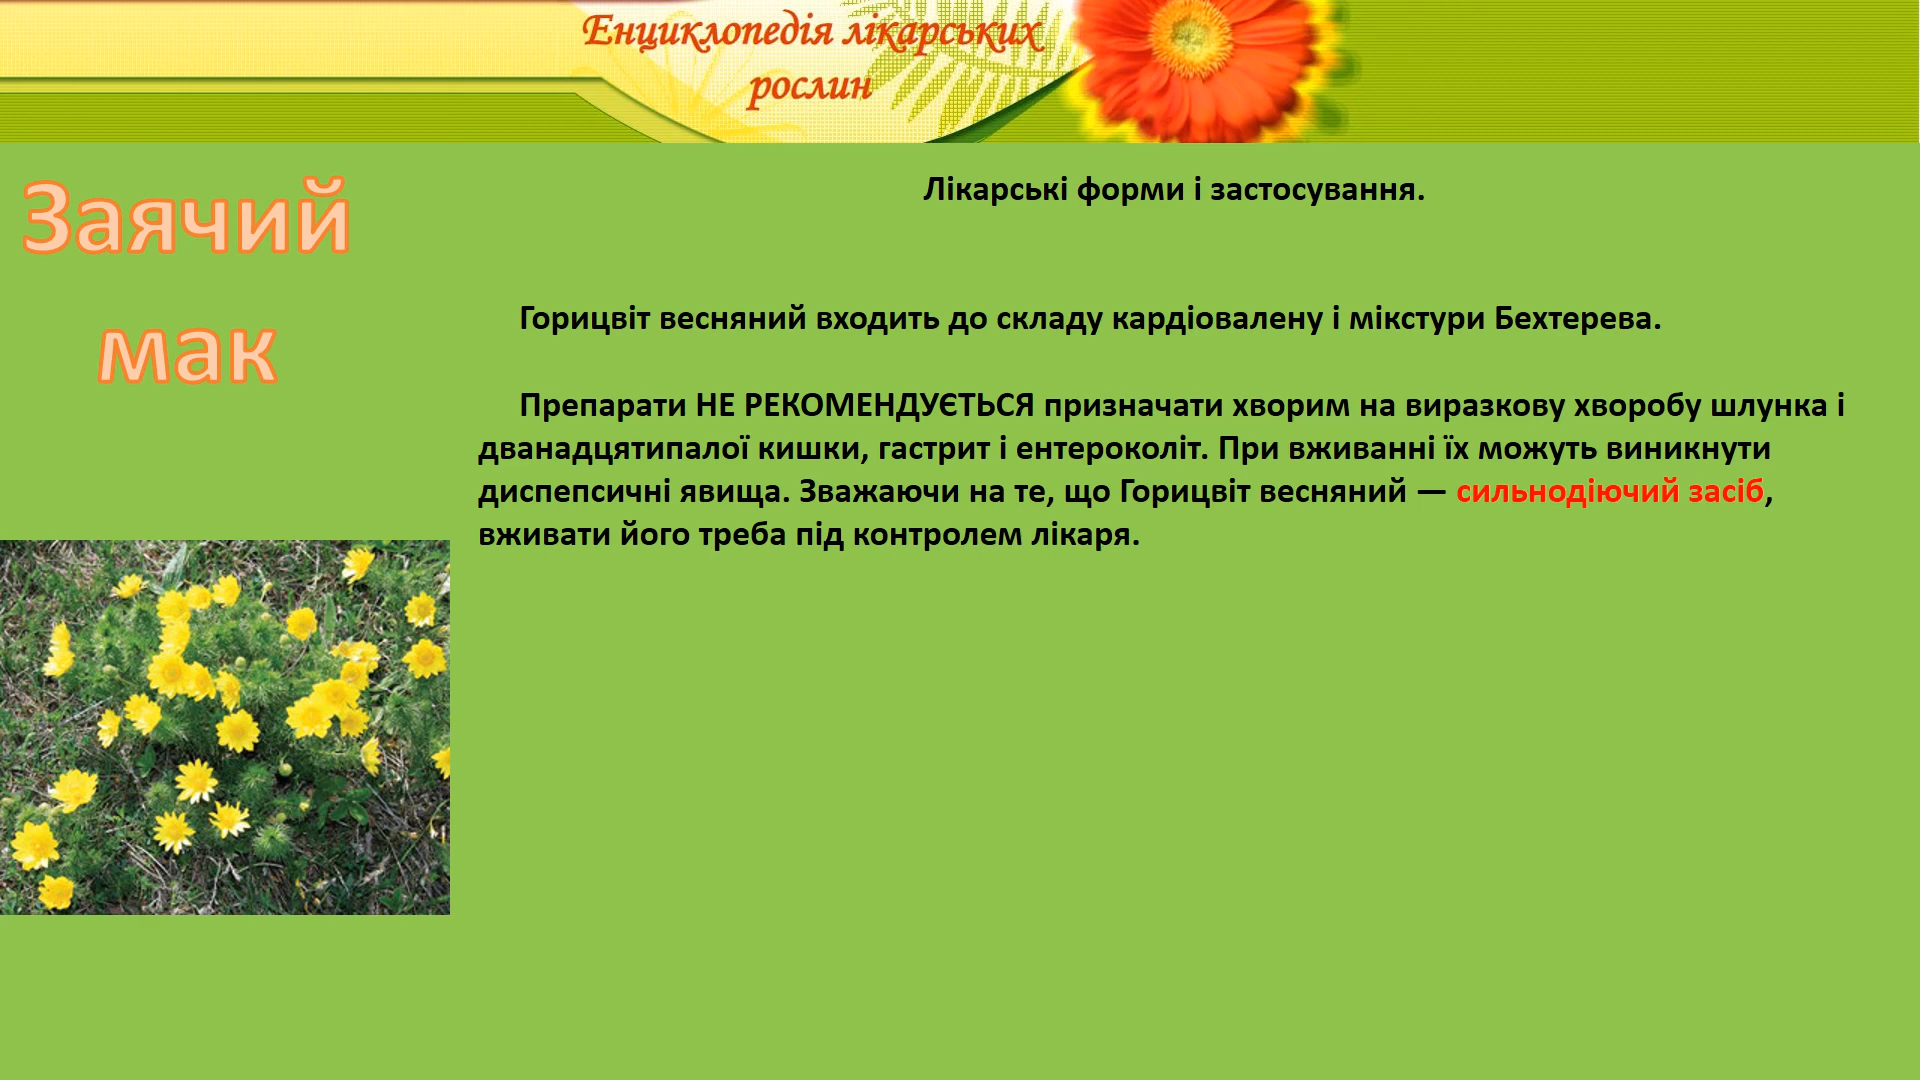 Енциклопедія лікарських
рослин
Заячий
мак
Лікарські форми і застосування.
Горицвіт весняний входить до складу кардіовалену і мікстури Бехтерева.
Препарати НЕ РЕКОМЕНДУЄТЬСЯ призначати хворим на виразкову хворобу шлунка і
дванадцятипалої кишки, гастрит і ентероколіт. При вживанні їх можуть виникнути
диспепсичні явища. Зважаючи на те, що Горицвіт весняний — сильнодіючий засіб,
вживати його треба під контролем лікаря.